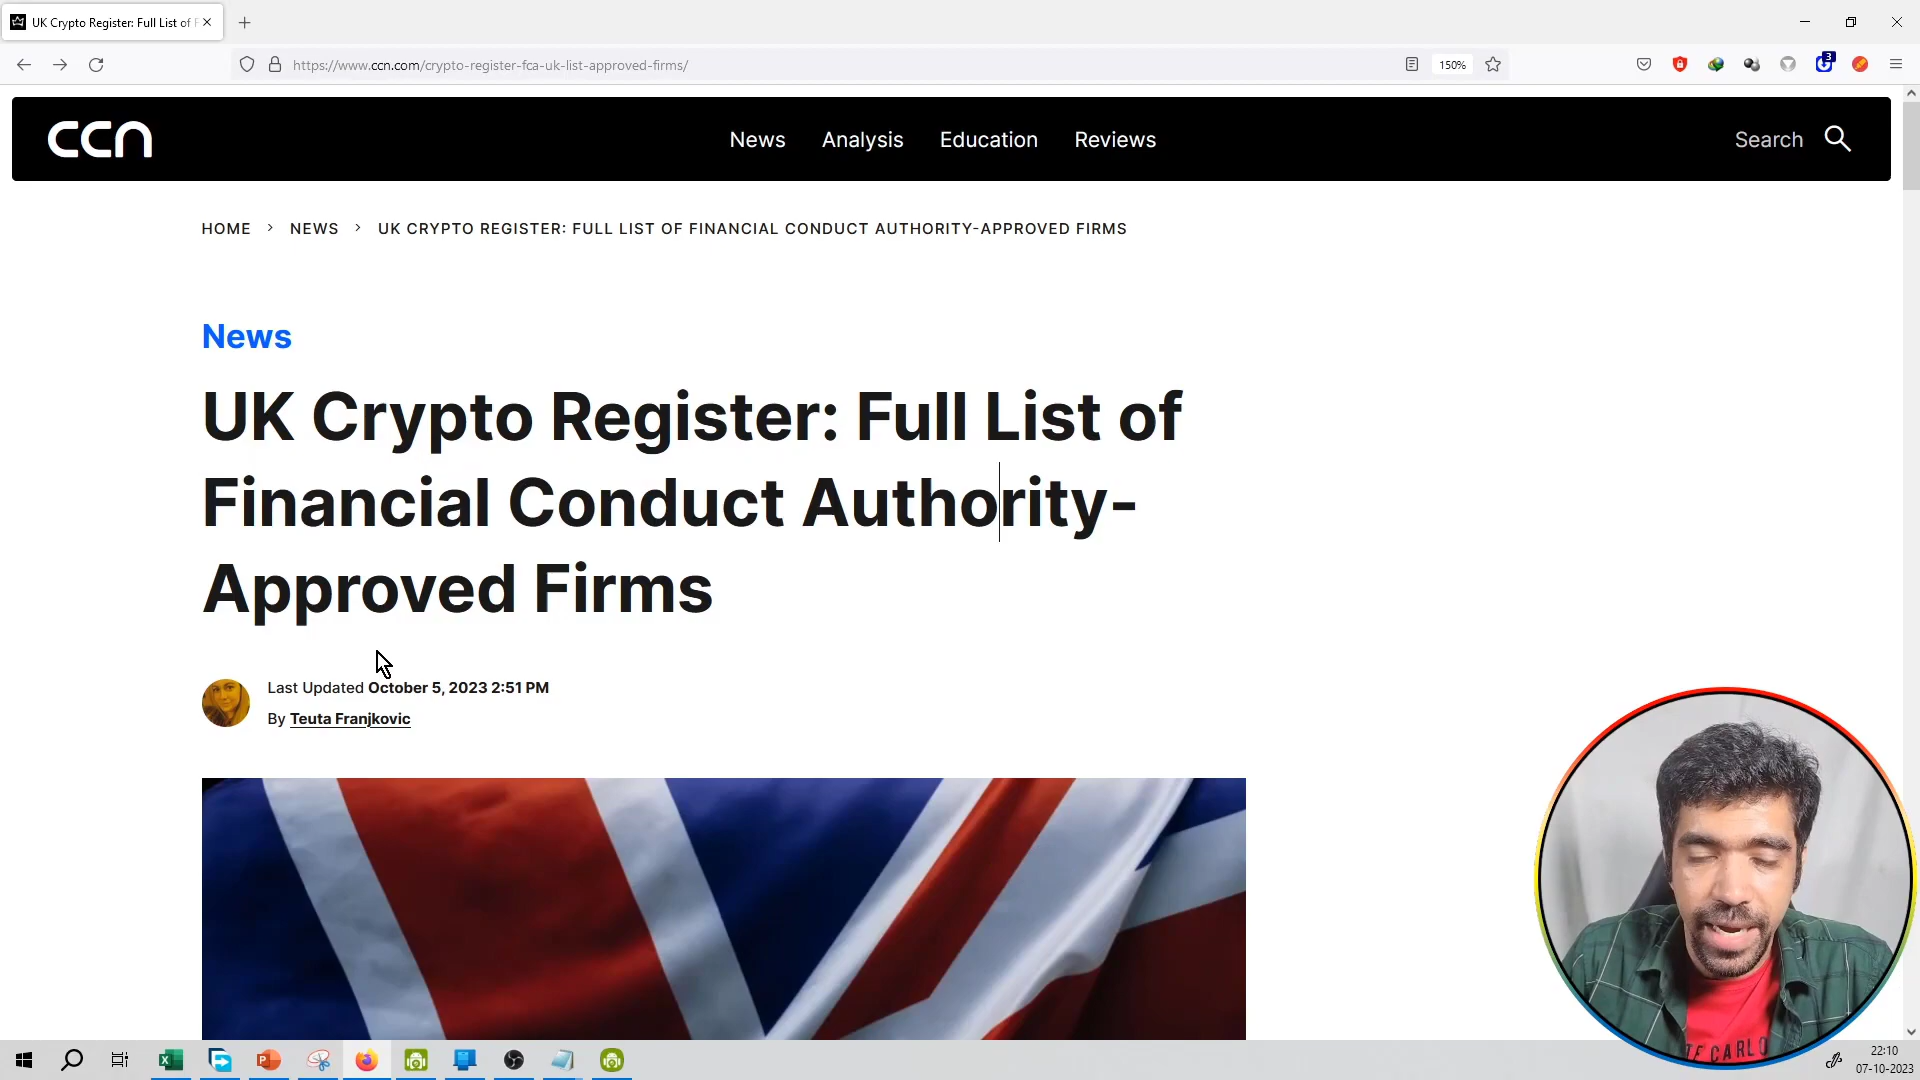 UK Crypto Register: Full List of F
https://www.ccn.com/crypto-register-fca-uk-list-approved-firms/
150%
3
ccn
News
Analysis
Education
Reviews
Search
HOME > NEWS > UK CRYPTO REGISTER: FULL LIST OF FINANCIAL CONDUCT AUTHORITY-APPROVED FIRMS
News
UK Crypto Register: Full List of
Financial Conduct Authority-
Approved Firms
Last Updated October 5, 2023 2:51 PM
By Teuta Franjkovic
22:10
07-10-2023